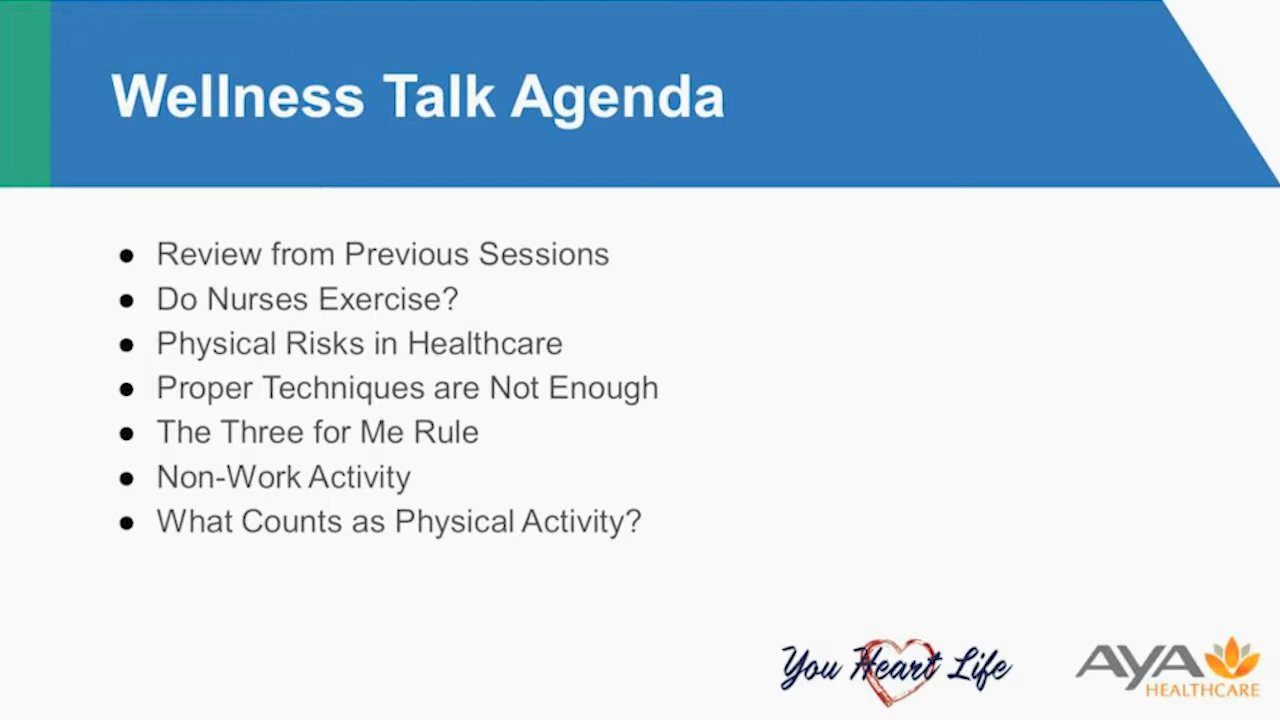 Wellness Talk Agenda
● Review from Previous Sessions
● Do Nurses Exercise?
● Physical Risks in Healthcare
● Proper Techniques are Not Enough
● The Three for Me Rule
● Non-Work Activity
● What Counts as Physical Activity?
You Heart Life
AYA
HEALTHCARE